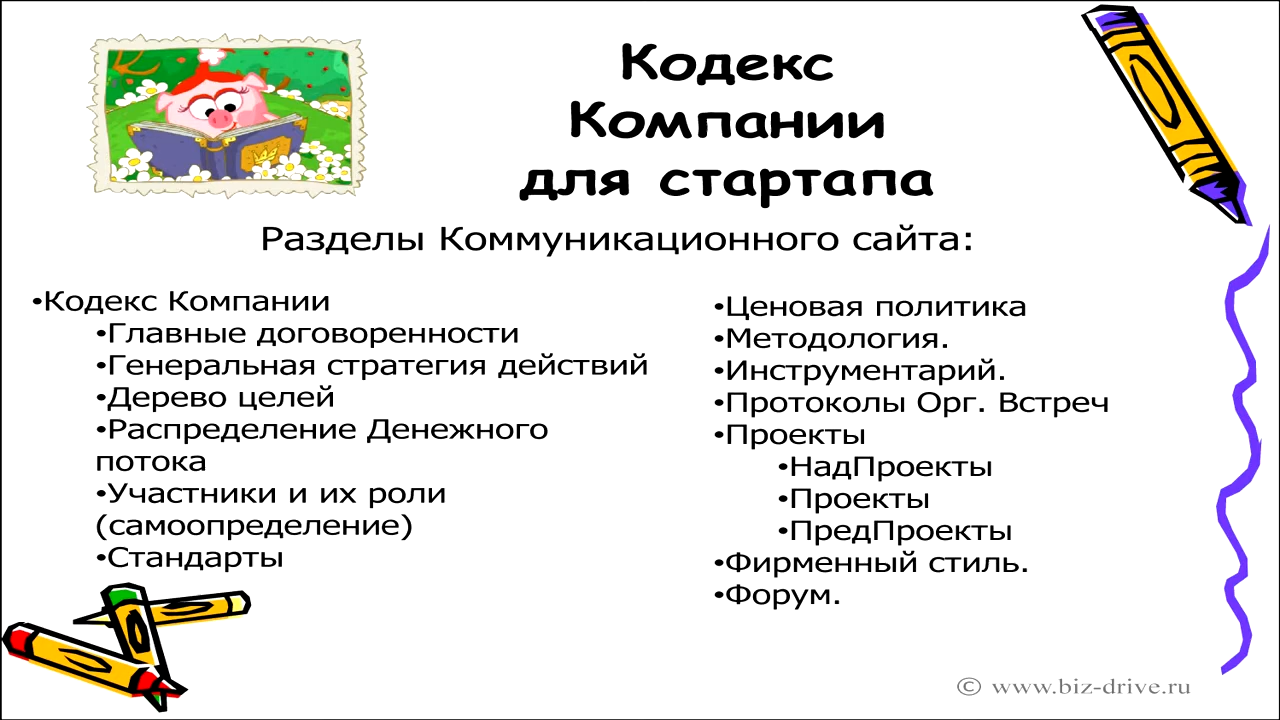 Кодекс
Компании
для стартапа
Разделы Коммуникационного сайта:
•Кодекс Компании
•Главные договоренности
•Генеральная стратегия действий
•Дерево целей
•Распределение Денежного
потока
•Участники и их роли
(самоопределение)
•Стандарты
•Ценовая политика
•Методология.
•Инструментарий.
•Протоколы Орг. Встреч
•Проекты
•НадПроекты
•Проекты
•ПредПроекты
•Фирменный стиль.
•Форум.
© www.biz-drive.ru